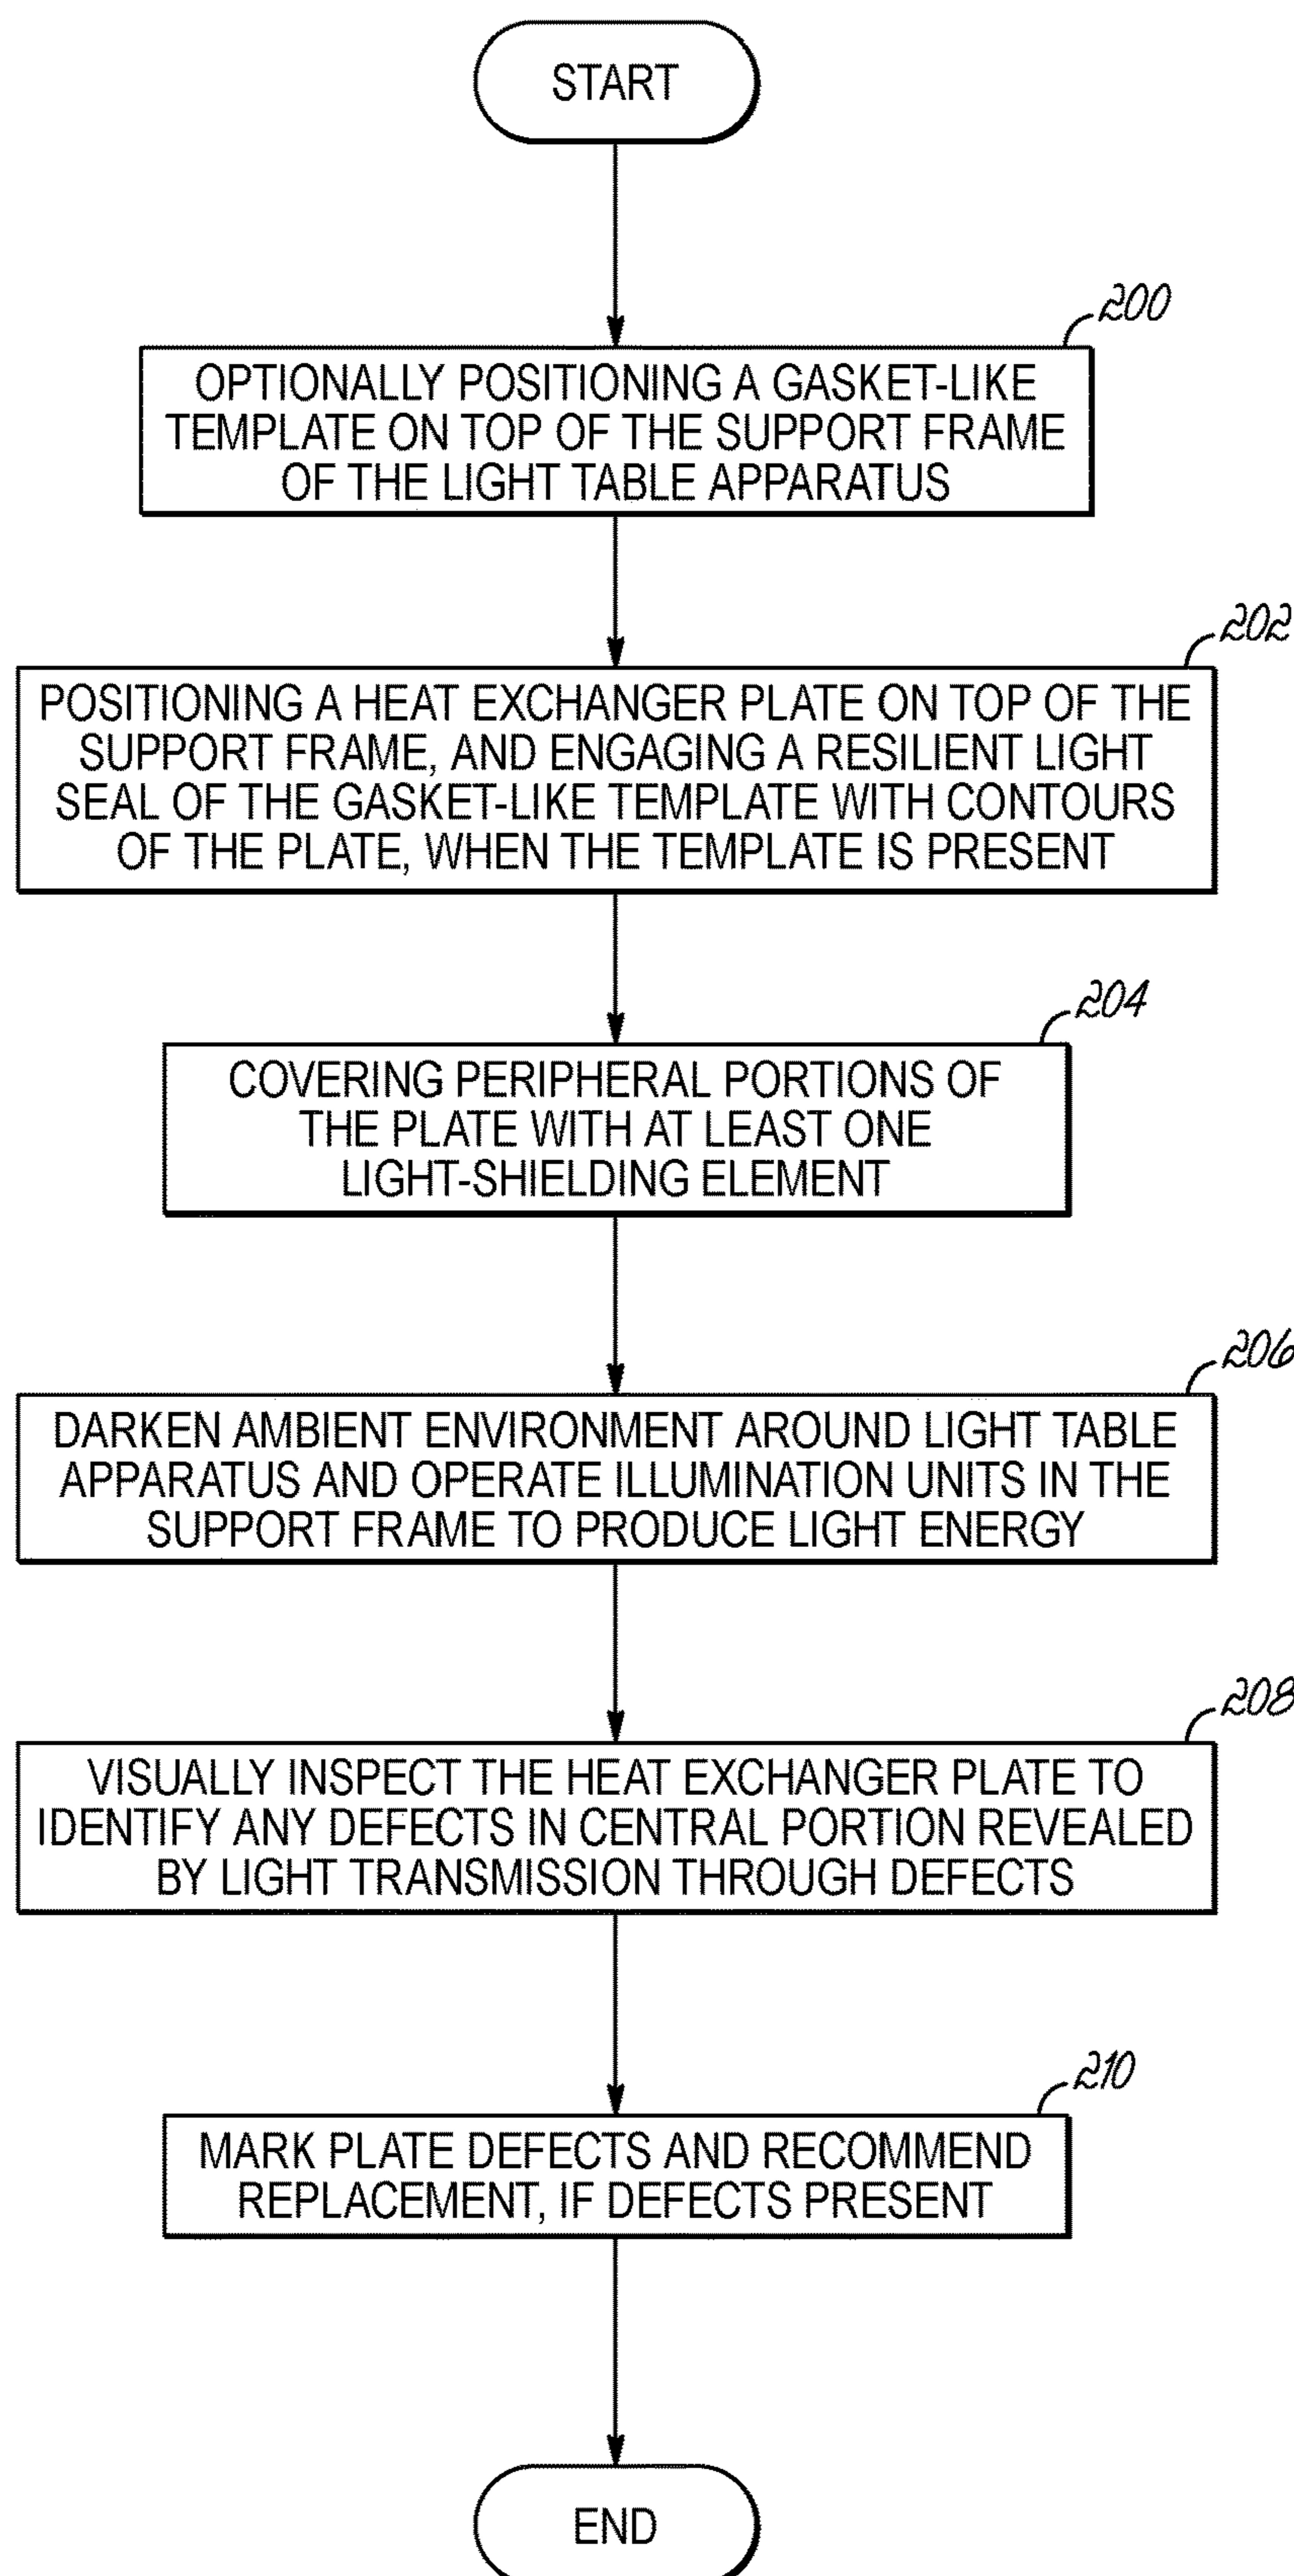 START
200
OPTIONALLY POSITIONING A GASKET-LIKE
TEMPLATE ON TOP OF THE SUPPORT FRAME
OF THE LIGHT TABLE APPARATUS
202
POSITIONING A HEAT EXCHANGER PLATE ON TOP OF THE
SUPPORT FRAME, AND ENGAGING A RESILIENT LIGHT
SEAL OF THE GASKET-LIKE TEMPLATE WITH CONTOURS
OF THE PLATE, WHEN THE TEMPLATE IS PRESENT
204
COVERING PERIPHERAL PORTIONS OF
THE PLATE WITH AT LEAST ONE
LIGHT-SHIELDING ELEMENT
206
DARKEN AMBIENT ENVIRONMENT AROUND LIGHT TABLE
APPARATUS AND OPERATE ILLUMINATION UNITS IN THE
SUPPORT FRAME TO PRODUCE LIGHT ENERGY
208
VISUALLY INSPECT THE HEAT EXCHANGER PLATE TO
IDENTIFY ANY DEFECTS IN CENTRAL PORTION REVEALED
BY LIGHT TRANSMISSION THROUGH DEFECTS
210
MARK PLATE DEFECTS AND RECOMMEND
REPLACEMENT, IF DEFECTS PRESENT
END